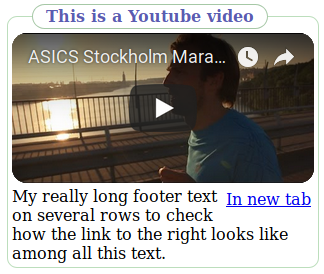 This is a Youtube video
ASICS Stockholm Mara...
My really long footer text In new tab
on several rows to check
how the link to the right looks like
among all this text.